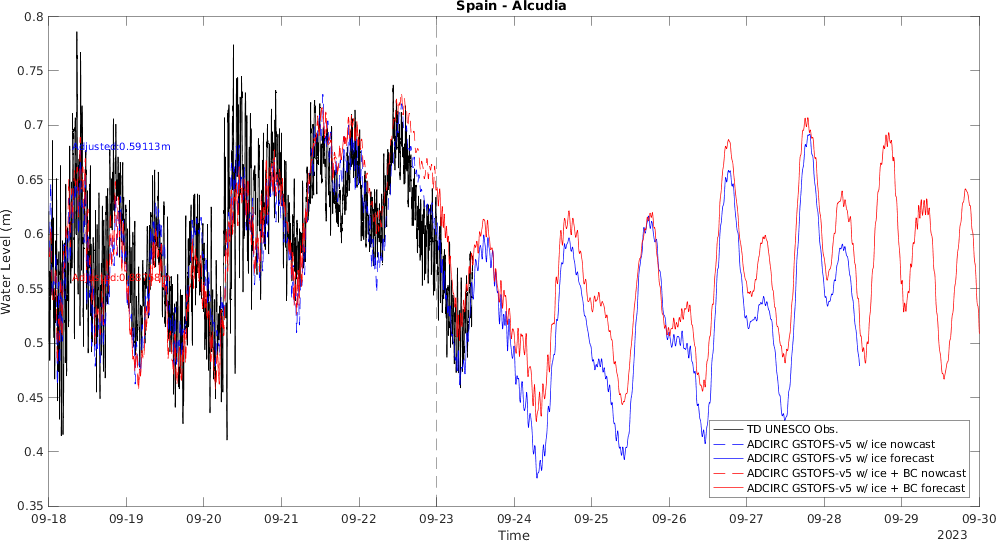 Spain - Alcudia
0.8
0.75
0.7
0.65
0.6
0.55
0.5
0.45
0.4
0.35
Water Level (m)
Adjusted:0.59113m
TD UNESCO Obs.
ADCIRC GSTOFS-v5 w/ ice nowcast
ADCIRC GSTOFS-v5 w/ ice forecast
ADCIRC GSTOFS-v5 w/ ice + BC nowcast
ADCIRC GSTOFS-v5 w/ ice + BC forecast
09-18 09-19 09-20 09-21 09-22 09-23 09-24 09-25 09-26 09-27 09-28 09-29 09-30
Time
2023